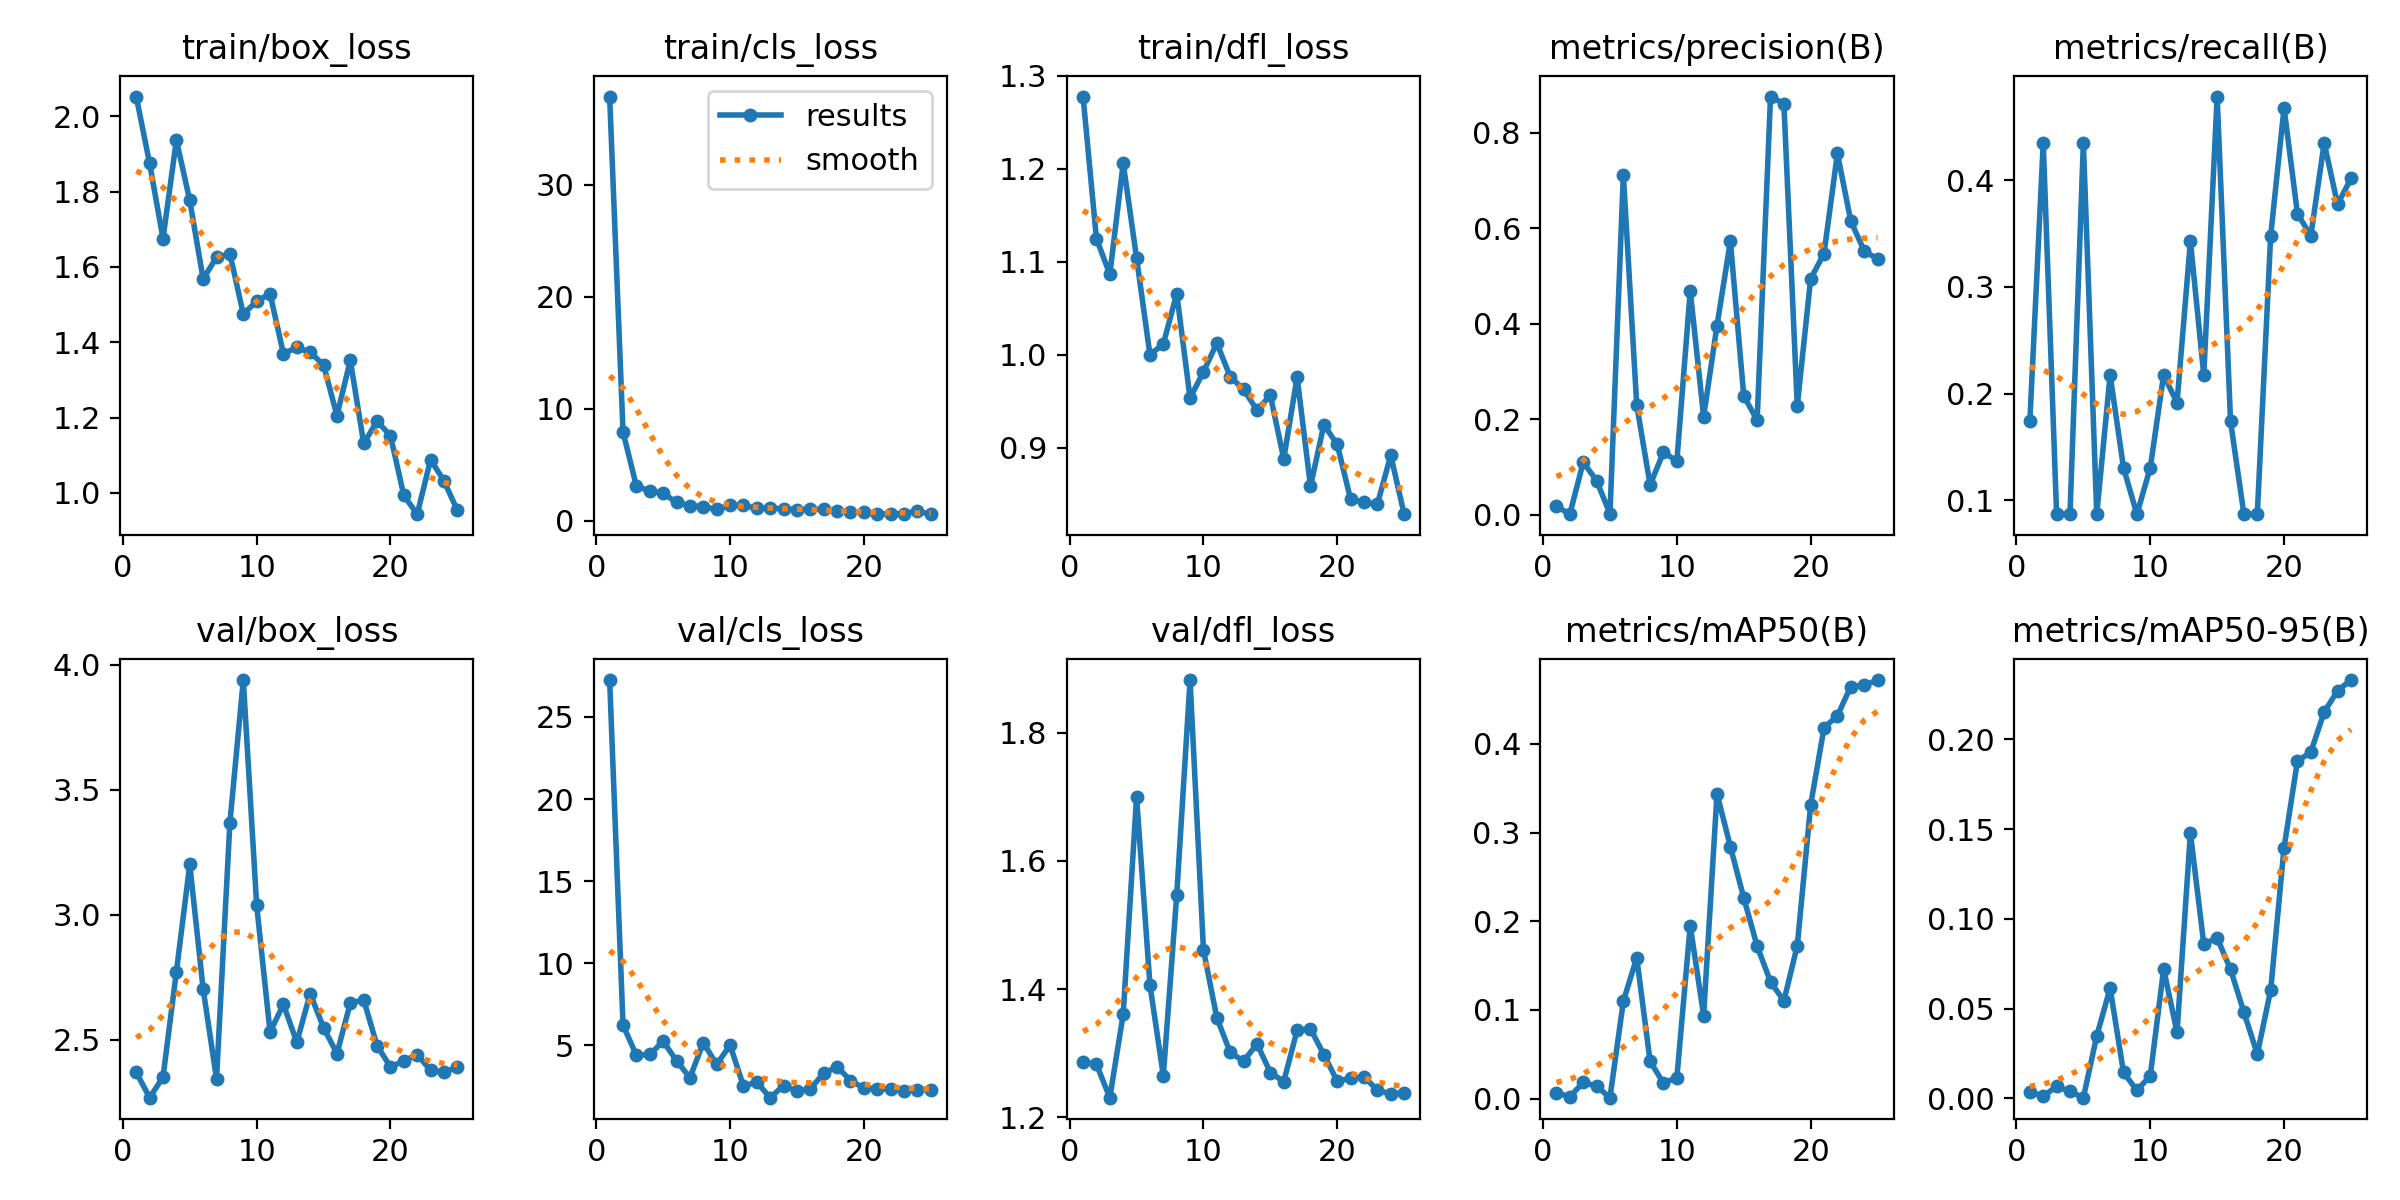 train/box_loss
train/cls_loss
train/dfl_loss
metrics/precision(B)
metrics/recall(B)
2.0
1.8
1.6
1.4
1.2
1.0
0 10 20
results
smooth
30
20
10
0
0 10 20
1.3
1.2
1.1
1.0
0.9
0 10 20
0.8
0.6
0.4
0.2
0.0
0 10 20
0.4
0.3
0.2
0.1
0 10 20
val/box_loss
val/cls_loss
val/dfl_loss
metrics/mAP50(B)
metrics/mAP50-95(B)
4.0
3.5
3.0
2.5
0 10 20
25
20
15
10
5
0 10 20
1.8
1.6
1.4
1.2
0 10 20
0.4
0.3
0.2
0.1
0.0
0 10 20
0.20
0.15
0.10
0.05
0.00
0 10 20